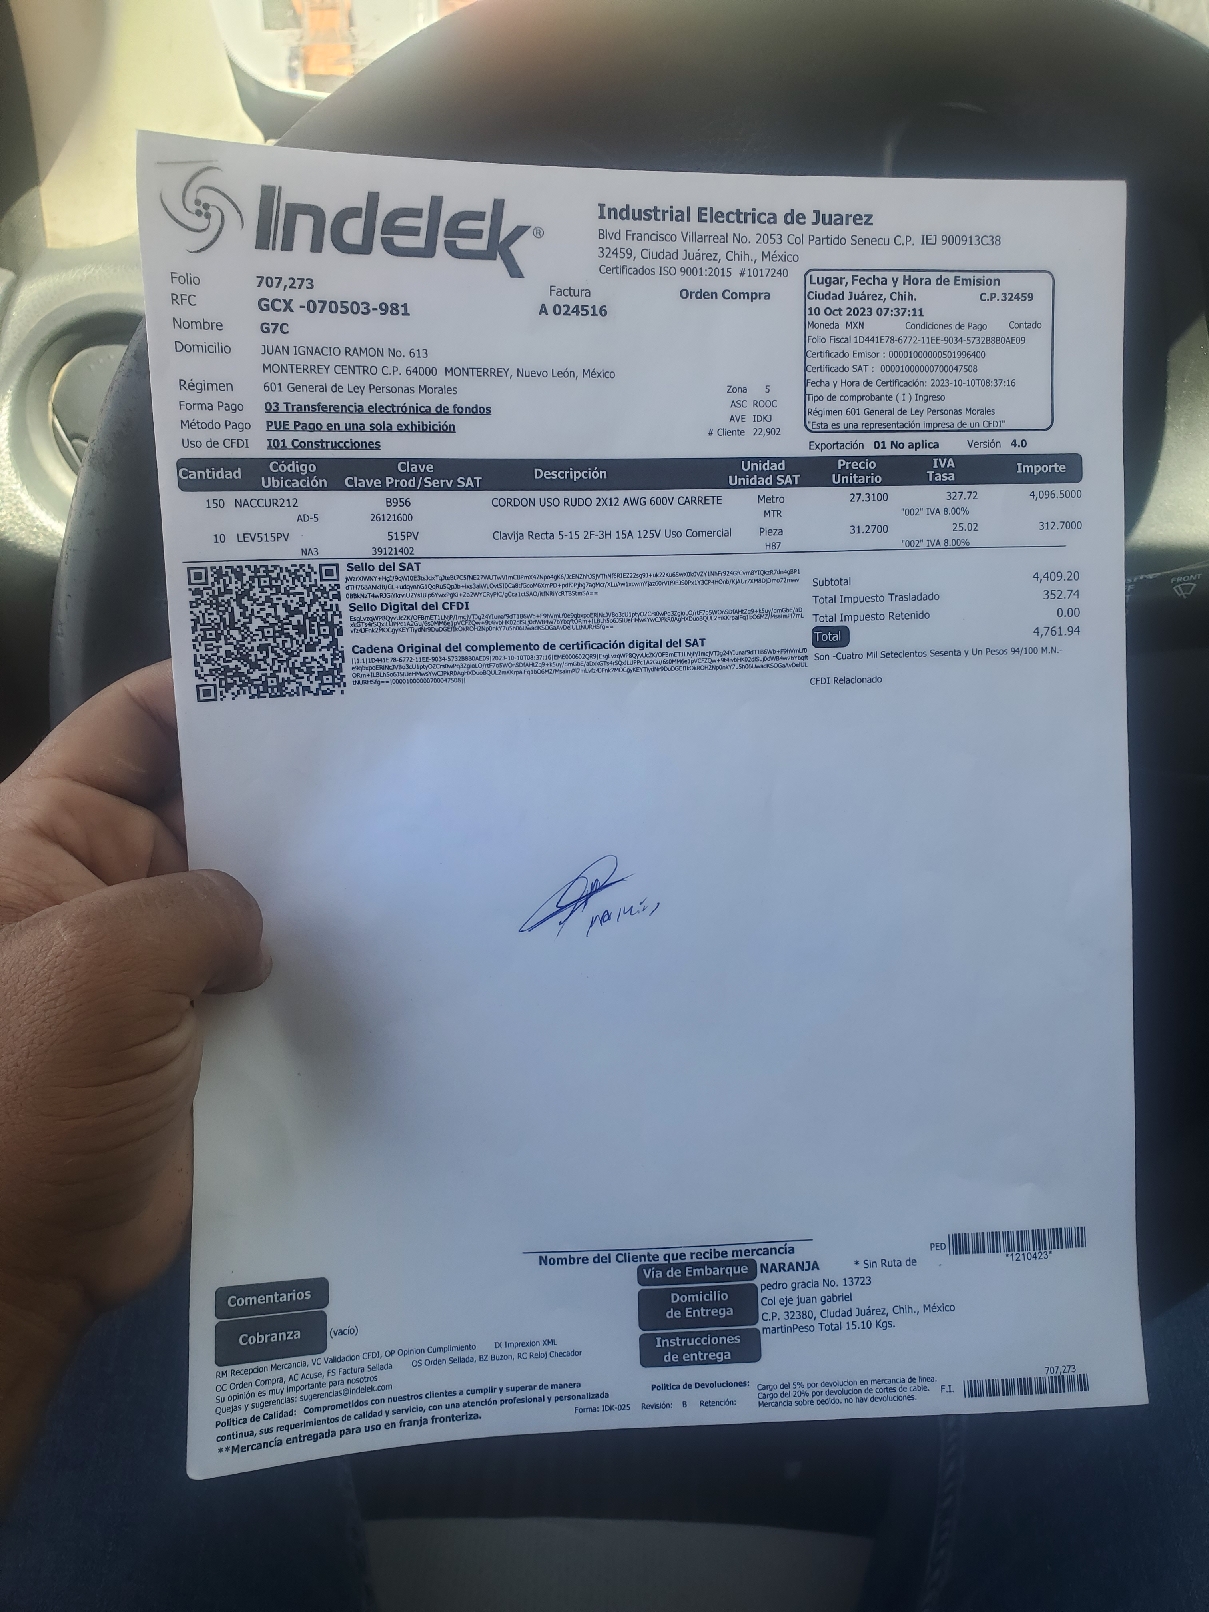 Indelek®
Industrial Electrica de Juarez
Blvd Francisco Villarreal No. 2053 Col Partido Senecu C.P. IEJ 900913C38
32459, Ciudad Juárez, Chih., México
Certificados ISO 9001:2015 #1017240
Folio 707,273
RFC GCX -070503-981
Nombre G7C
Domicilio JUAN IGNACIO RAMON No. 613
MONTERREY CENTRO C.P. 64000 MONTERREY, Nuevo León, México
Régimen 601 General de Ley Personas Morales
Forma Pago 03 Transferencia electrónica de fondos
Método Pago PUE Pago en una sola exhibición
Uso de CFDI I01 Construcciones
Factura
A 024516
Orden Compra
Zona 5
ASC ROOC
AVE IDKJ
# Cliente 22,902
Lugar, Fecha y Hora de Emision
Ciudad Juárez, Chih. C.P.32459
10 Oct 2023 07:37:11
Moneda MXN Condiciones de Pago Contado
Folio Fiscal 1D441E78-6772-11EE-9034-5732B8B0AE09
Certificado Emisor : 00001000000501996400
Certificado SAT : 00001000000700047508
Fecha y Hora de Certificación: 2023-10-10T08:37:16
Tipo de comprobante ( I ) Ingreso
Régimen 601 General de Ley Personas Morales
"Esta es una representación impresa de un CFDI"
Exportación 01 No aplica Versión 4.0
Cantidad Código Ubicación Clave Clave Prod/Serv SAT Descripción Unidad Unidad SAT Precio Unitario IVA Tasa Importe
150 NACCUR212 B956 CORDON USO RUDO 2X12 AWG 600V CARRETE Metro 27.3100 327.72 4,096.5000
AD-5 26121600 MTR "002" IVA 8.00%
10 LEV515PV 515PV Clavija Recta 5-15 2F-3H 15A 125V Uso Comercial Pieza 31.2700 25.02 312.7000
NA3 39121402 H87 "002" IVA 8.00%
Sello del SAT
Sello Digital del CFDI
Cadena Original del complemento de certificación digital del SAT
Subtotal 4,409.20
Total Impuesto Trasladado 352.74
Total Impuesto Retenido 0.00
Total 4,761.94
Son -Cuatro Mil Setecientos Sesenta y Un Pesos 94/100 M.N.-
CFDI Relacionado
Nombre del Cliente que recibe mercancía
PED *1210423*
Vía de Embarque NARANJA * Sin Ruta de
Domicilio de Entrega pedro gracia No. 13723
Col eje juan gabriel
C.P. 32380, Ciudad Juárez, Chih., México
Instrucciones de entrega martinPeso Total 15.10 Kgs.
Comentarios
Cobranza (vacío)
RM Recepcion Mercancia, VC Validacion CFDI, OP Opinion Cumplimiento IX Impresion XML
OC Orden Compra, AC Acuse, FS Factura Sellada OS Orden Sellada, BZ Buzon, RC Reloj Checador
Su opinión es muy importante para nosotros
Quejas y sugerencias: sugerencias@indelek.com
Política de Calidad: Comprometidos con nuestros clientes a cumplir y superar de manera
continua, sus requerimientos de calidad y servicio, con una atención profesional y personalizada
**Mercancía entregada para uso en franja fronteriza.
Forma: IDK-025 Revisión: B Retención:
Politica de Devoluciones: Cargo del 5% por devolucion en mercancia de linea.
Cargo del 20% por devolucion de cortes de cable.
Mercancia sobre pedido, no hay devoluciones.
F.I. 707,273
FRONT